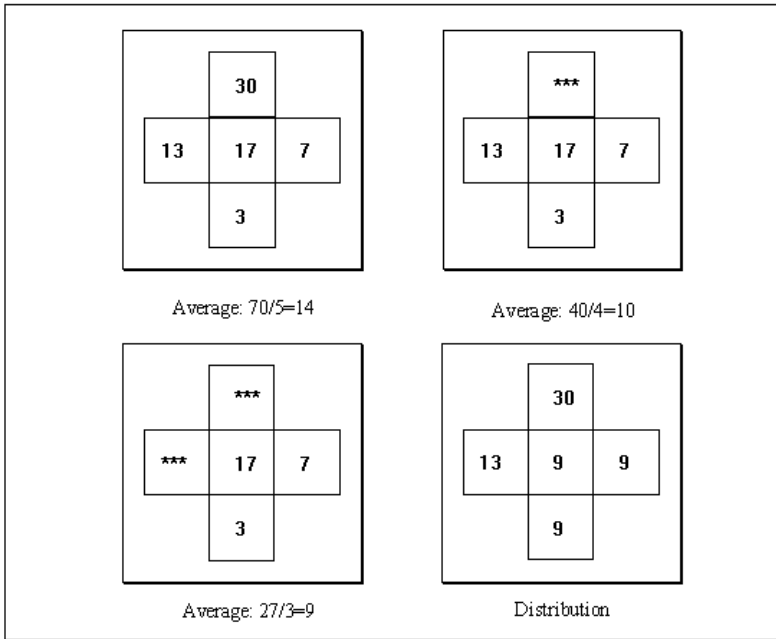 30
13 17 7
3
Average: 70/5=14
***
13 17 7
3
Average: 40/4=10
***
*** 17 7
3
Average: 27/3=9
30
13 9 9
9
Distribution